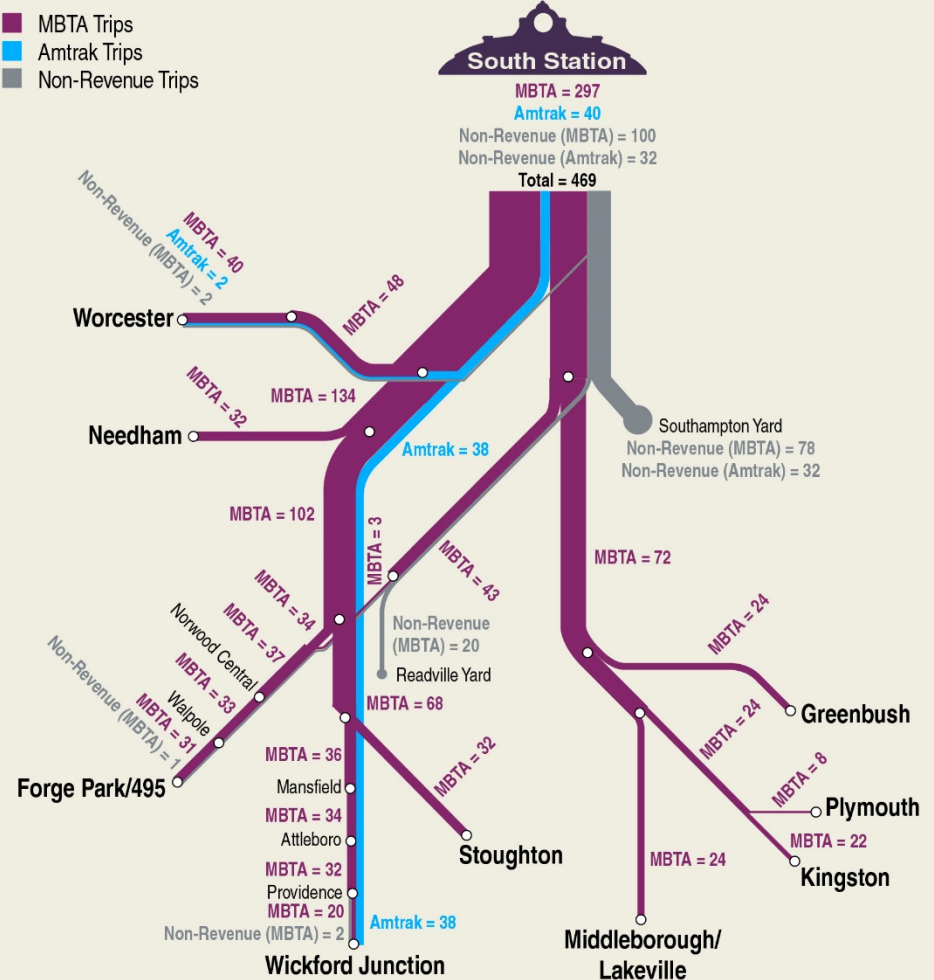 MBTA Trips
Amtrak Trips
Non-Revenue Trips
South Station
MBTA = 297
Amtrak = 40
Non-Revenue (MBTA) = 100
Non-Revenue (Amtrak) = 32
Total = 469
MBTA = 40
Amtrak = 2
Non-Revenue (MBTA) = 2
MBTA = 48
Worcester
MBTA = 134
MBTA = 32
Needham
Amtrak = 38
Southampton Yard
Non-Revenue (MBTA) = 78
Non-Revenue (Amtrak) = 32
MBTA = 102
MBTA = 3
MBTA = 43
MBTA = 72
MBTA = 34
MBTA = 37
Norwood Central
MBTA = 33
Walpole
MBTA = 31
Non-Revenue (MBTA) = 1
Forge Park/495
Non-Revenue
(MBTA) = 20
Readville Yard
MBTA = 24
Greenbush
MBTA = 68
MBTA = 36
Mansfield
MBTA = 34
Attleboro
MBTA = 32
Providence
MBTA = 20
Non-Revenue (MBTA) = 2
Amtrak = 38
Wickford Junction
MBTA = 32
Stoughton
MBTA = 24
MBTA = 8
Plymouth
MBTA = 22
Kingston
MBTA = 24
Middleborough/
Lakeville